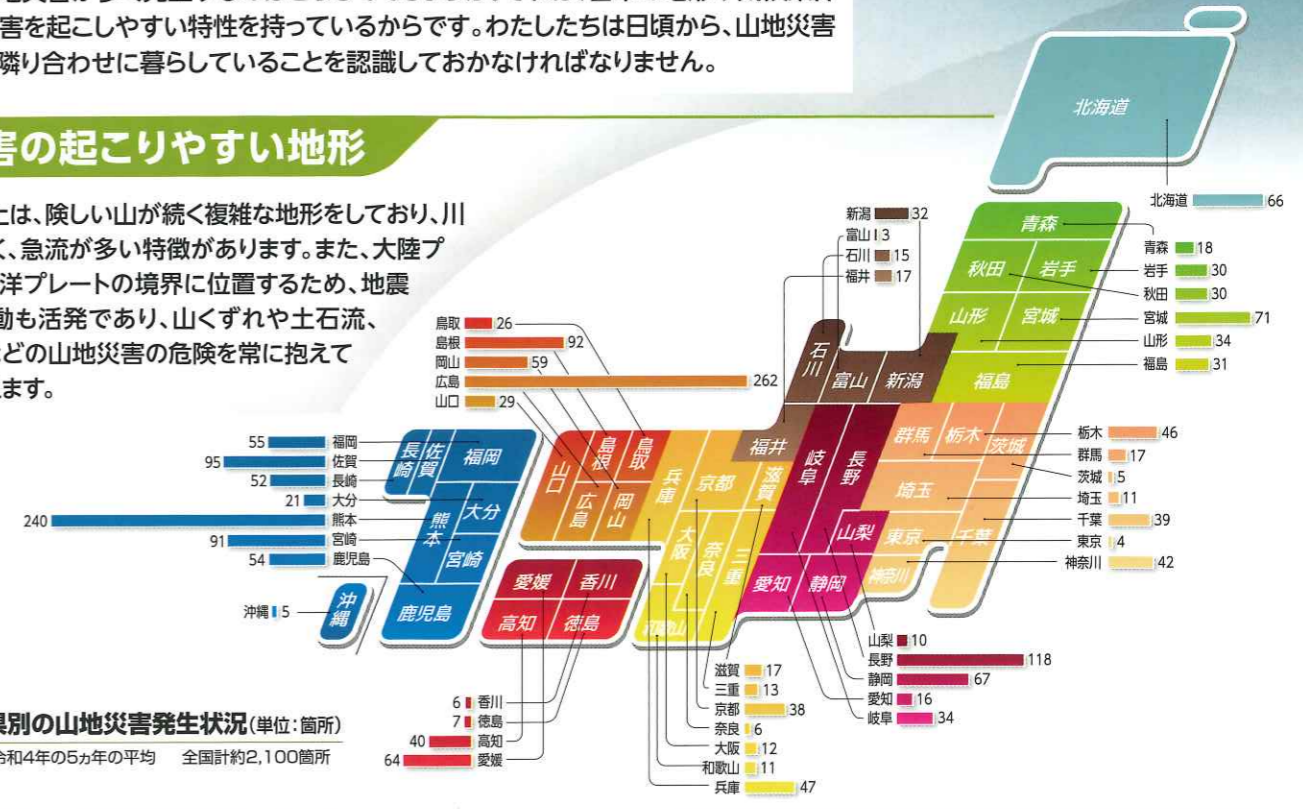 害を起こしやすい特性を持っているからです。わたしたちは日頃から、山地災害
隣り合わせに暮らしていることを認識しておかなければなりません。
害の起こりやすい地形
は、険しい山が続く複雑な地形をしており、川
、急流が多い特徴があります。また、大陸プ
洋プレートの境界に位置するため、地震
動も活発であり、山くずれや土石流、
どの山地災害の危険を常に抱えて
ます。
北海道
北海道 66
青森
秋田 岩手
山形 宮城
福島
青森 18
岩手 30
秋田 30
宮城 71
山形 34
福島 31
新潟 32
富山 3
石川 15
福井 17
石川 富山 新潟
福井
鳥取 26
島根 92
岡山 59
広島 262
山口 29
山口 島根 鳥取
広島 岡山
兵庫 京都 滋賀
大阪 奈良 三重
和歌山
岐阜 長野
山梨
愛知 静岡
群馬 栃木 茨城
埼玉
東京 千葉
神奈川
栃木 46
群馬 17
茨城 5
埼玉 11
千葉 39
東京 4
神奈川 42
55 福岡
95 佐賀
52 長崎
21 大分
240 熊本
91 宮崎
54 鹿児島
沖縄 5
長崎 佐賀 福岡
熊本 大分
宮崎
鹿児島
沖縄
愛媛 香川
高知 徳島
6 香川
7 徳島
40 高知
64 愛媛
滋賀 17
三重 13
京都 38
奈良 6
大阪 12
和歌山 11
兵庫 47
山梨 10
長野 118
静岡 67
愛知 16
岐阜 34
県別の山地災害発生状況(単位:箇所)
令和4年の5ヵ年の平均 全国計約2,100箇所